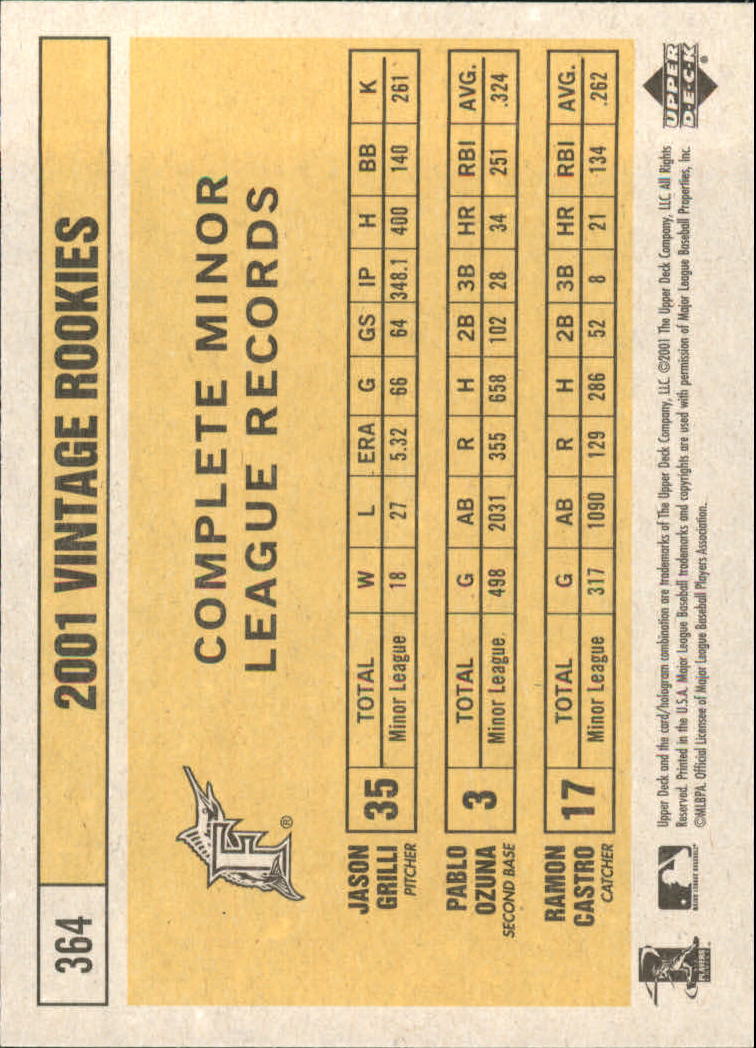 364 2001 VINTAGE ROOKIES
F®
COMPLETE MINOR
LEAGUE RECORDS
JASON GRILLI PITCHER 35
TOTAL W L ERA G GS IP H BB K
Minor League 18 27 5.32 66 64 348.1 400 140 261
PABLO OZUNA SECOND BASE 3
TOTAL G AB R H 2B 3B HR RBI AVG.
Minor League 498 2031 355 658 102 28 34 251 .324
RAMON CASTRO CATCHER 17
TOTAL G AB R H 2B 3B HR RBI AVG.
Minor League 317 1090 129 286 52 8 21 134 .262
PLAYERS
MAJOR LEAGUE BASEBALL
Upper Deck and the card/hologram combination are trademarks of The Upper Deck Company, LLC. ©2001 The Upper Deck Company, LLC. All Rights
Reserved. Printed in the U.S.A. Major League Baseball trademarks and copyrights are used with permission of Major League Baseball Properties, Inc.
©MLBPA. Official Licensee of Major League Baseball Players Association.
UPPER
DECK®